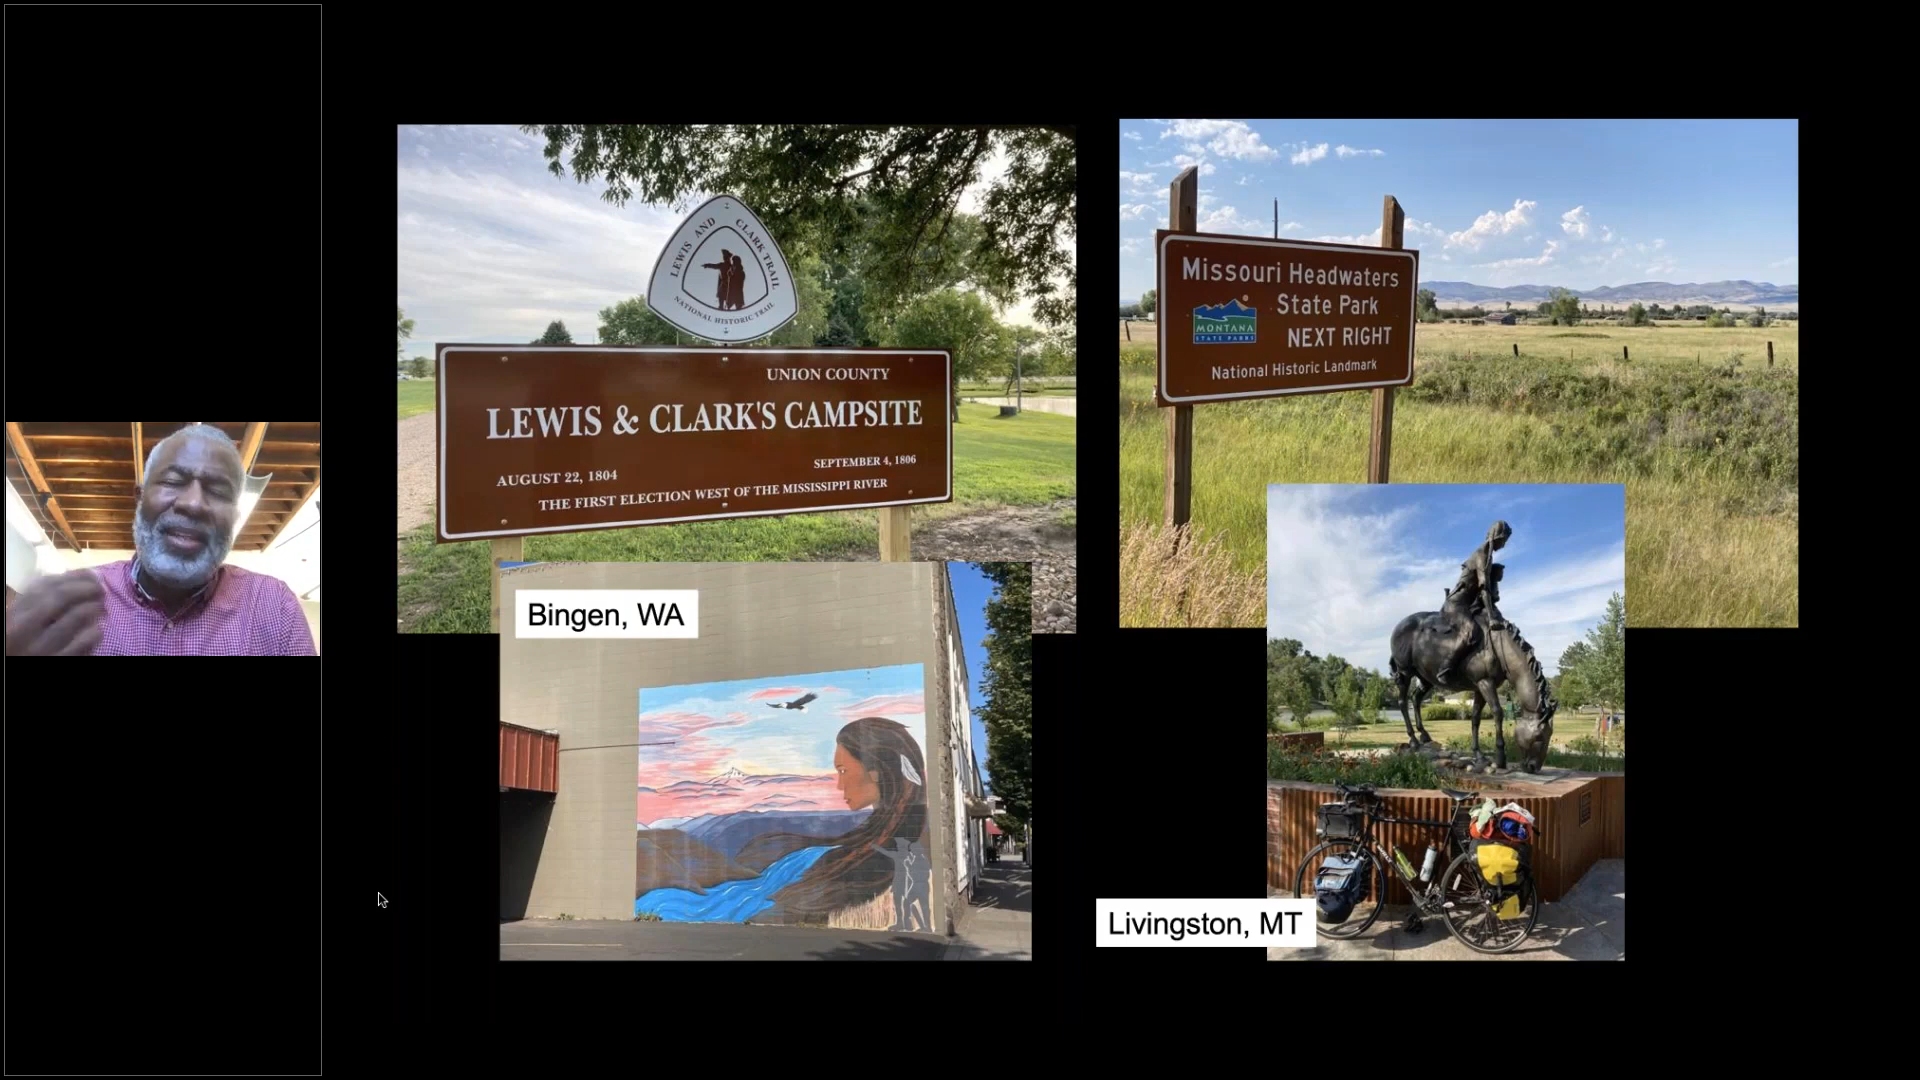 LEWIS AND CLARK TRAIL
NATIONAL HISTORIC TRAIL
UNION COUNTY
LEWIS & CLARK'S CAMPSITE
AUGUST 22, 1804
SEPTEMBER 4, 1806
THE FIRST ELECTION WEST OF THE MISSISSIPPI RIVER
Missouri Headwaters
State Park
MONTANA
STATE PARKS
NEXT RIGHT
National Historic Landmark
Bingen, WA
Livingston, MT